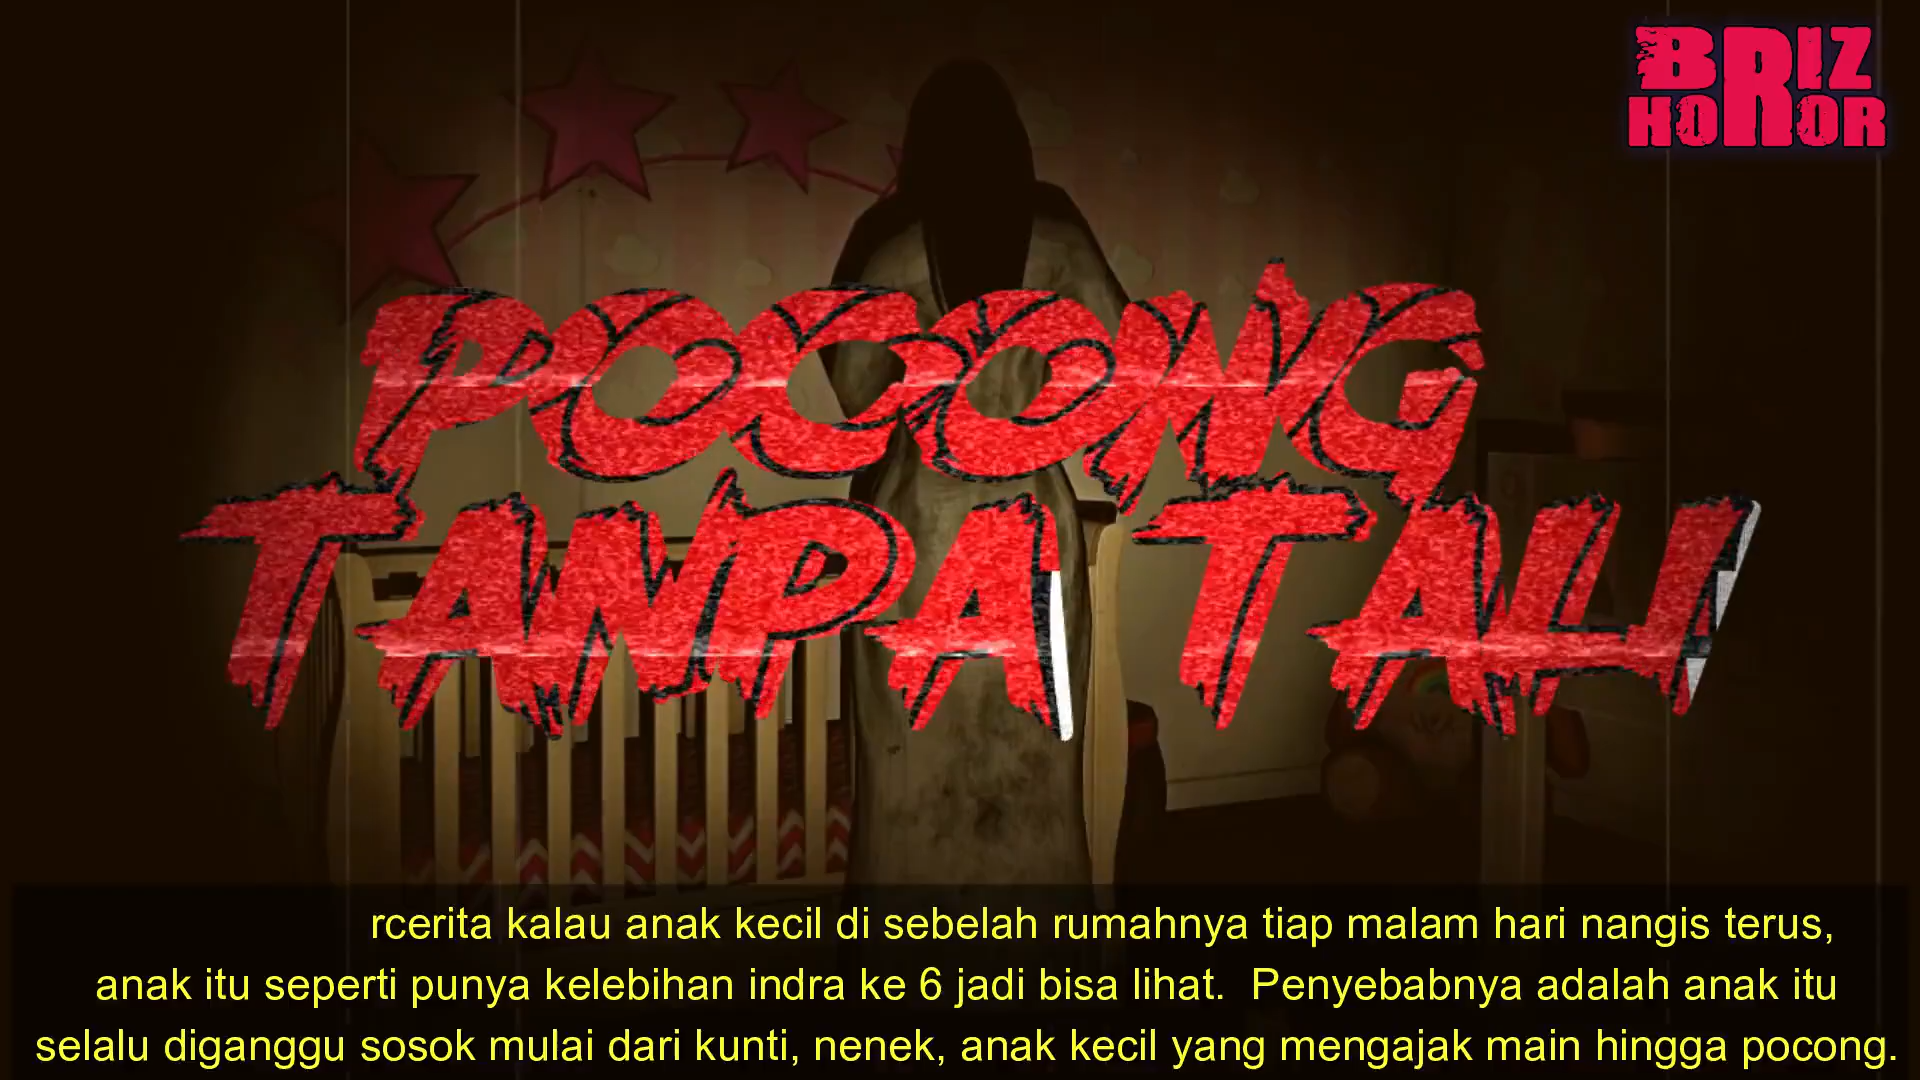 BRIZ
HOROR
POCONG
TANPA TALI
rcerita kalau anak kecil di sebelah rumahnya tiap malam hari nangis terus,
anak itu seperti punya kelebihan indra ke 6 jadi bisa lihat.  Penyebabnya adalah anak itu
selalu diganggu sosok mulai dari kunti, nenek, anak kecil yang mengajak main hingga pocong.